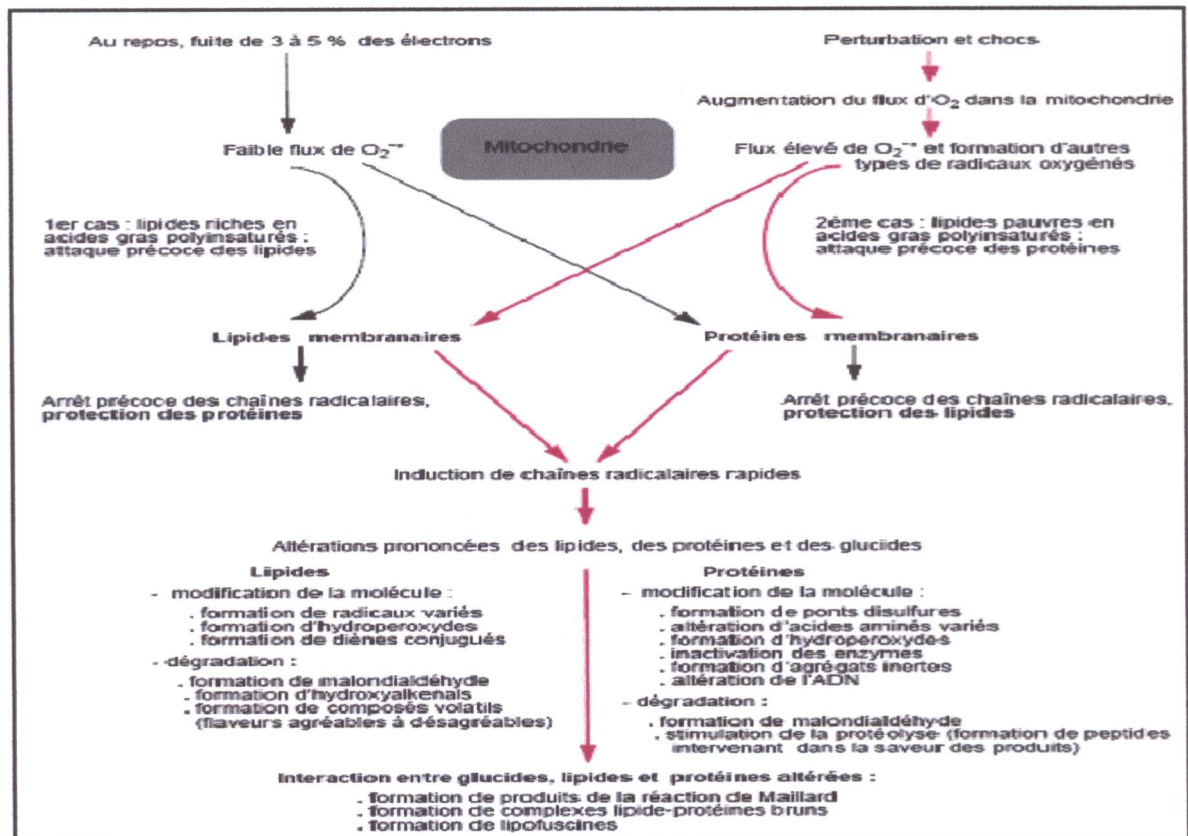 Au repos, fuite de 3 à 5 % des électrons
Perturbation et chocs
Augmentation du flux d'O2 dans la mitochondrie
Faible flux de O2−•
Mitochondrie
Flux élevé de O2−• et formation d'autres
types de radicaux oxygénés
1er cas : lipides riches en
acides gras polyinsaturés ;
attaque précoce des lipides
2ème cas : lipides pauvres en
acides gras polyinsaturés ;
attaque précoce des protéines
Lipides membranaires
Protéines membranaires
Arrêt précoce des chaînes radicalaires,
protection des protéines
Arrêt précoce des chaînes radicalaires,
protection des lipides
Induction de chaînes radicalaires rapides
Altérations prononcées des lipides, des protéines et des glucides
Lipides
- modification de la molécule :
. formation de radicaux variés
. formation d'hydroperoxydes
. formation de diènes conjugués
- dégradation :
. formation de malondialdéhyde
. formation d'hydroxyalkenals
. formation de composés volatils
(flaveurs agréables à désagréables)
Protéines
- modification de la molécule :
. formation de ponts disulfures
. altération d'acides aminés variés
. formation d'hydroperoxydes
. inactivation des enzymes
. formation d'agrégats inertes
. altération de l'ADN
- dégradation :
. formation de malondialdéhyde
. stimulation de la protéolyse (formation de peptides
intervenant dans la saveur des produits)
Interaction entre glucides, lipides et protéines altérées :
. formation de produits de la réaction de Maillard
. formation de complexes lipide-protéines bruns
. formation de lipofuscines